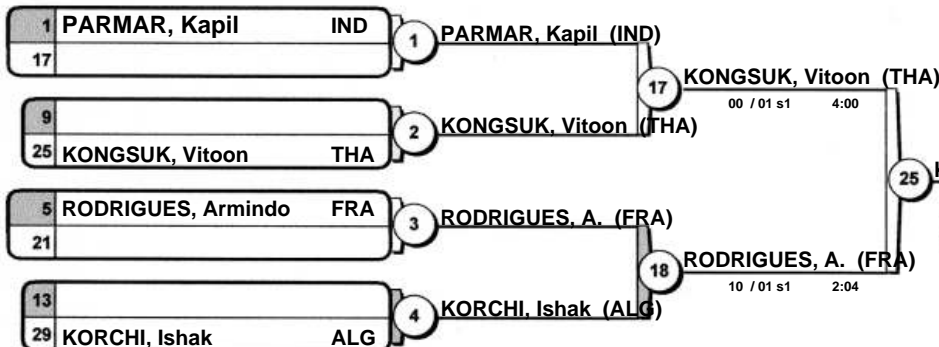 1 PARMAR, Kapil IND
17
1 PARMAR, Kapil (IND)
9
25 KONGSUK, Vitoon THA
2 KONGSUK, Vitoon (THA)
17 KONGSUK, Vitoon (THA)
00 / 01 s1 4:00
5 RODRIGUES, Armindo FRA
21
3 RODRIGUES, A. (FRA)
13
29 KORCHI, Ishak ALG
4 KORCHI, Ishak (ALG)
18 RODRIGUES, A. (FRA)
10 / 01 s1 2:04
25